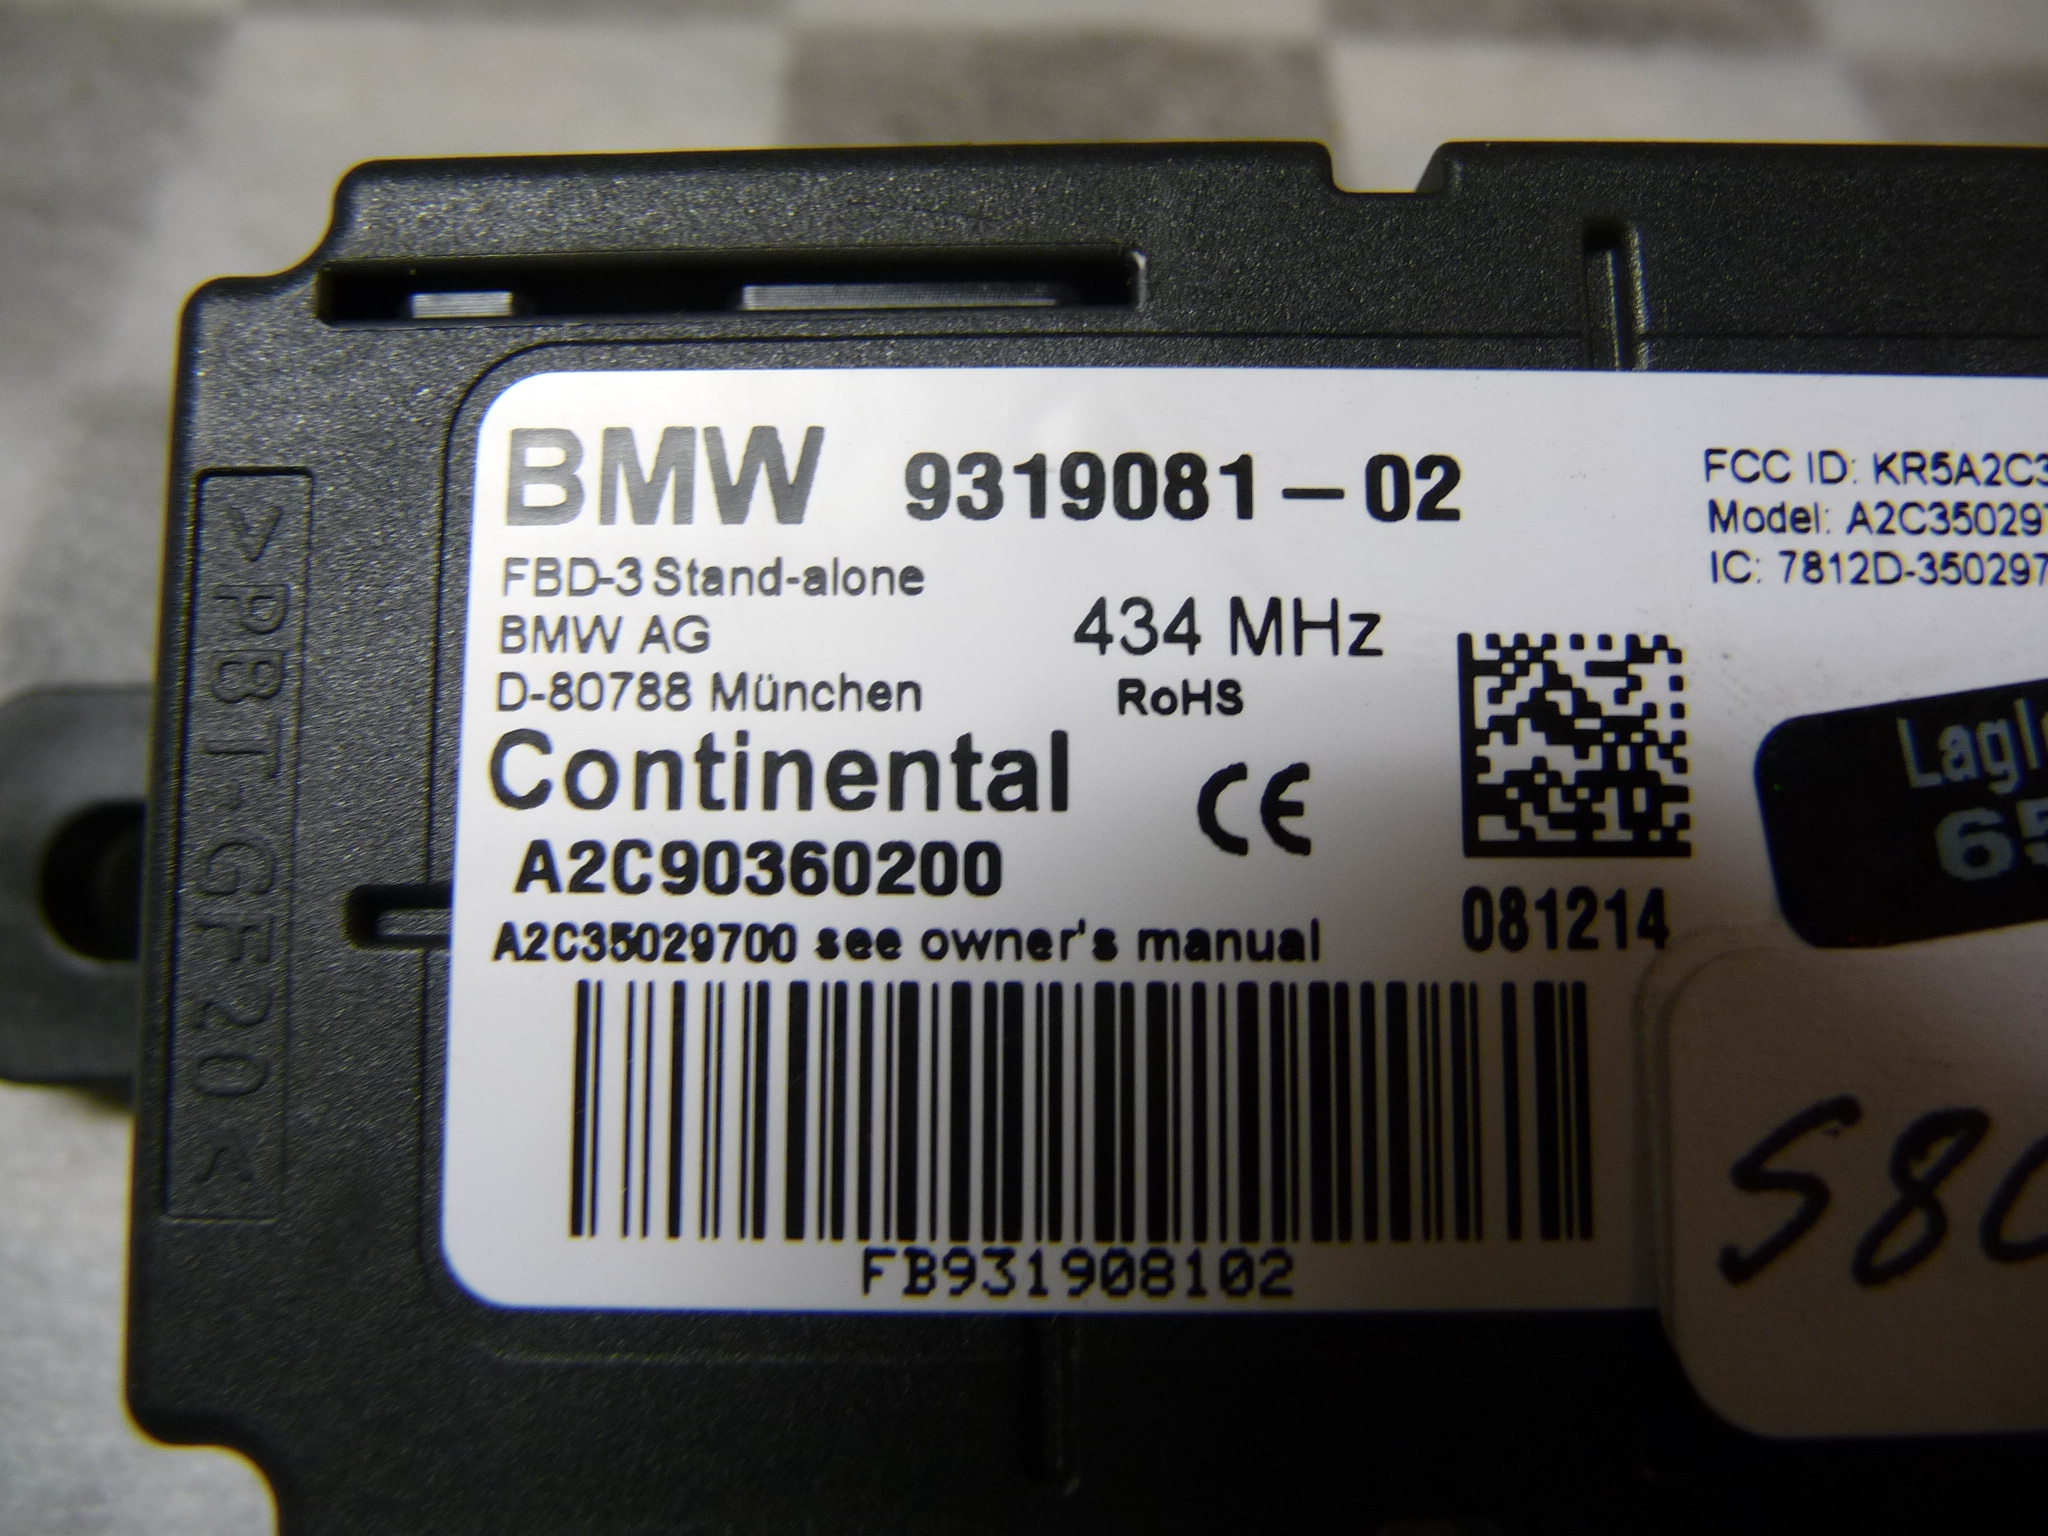 BMW 9319081-02
FCC ID: KR5A2C3
Model: A2C350297
IC: 7812D-350297
FBD-3 Stand-alone
BMW AG
434 MHz
D-80788 München
RoHS
Continental
CE
A2C90360200
A2C35029700 see owner's manual
081214
FB931908102
>PBT-GF20<
65